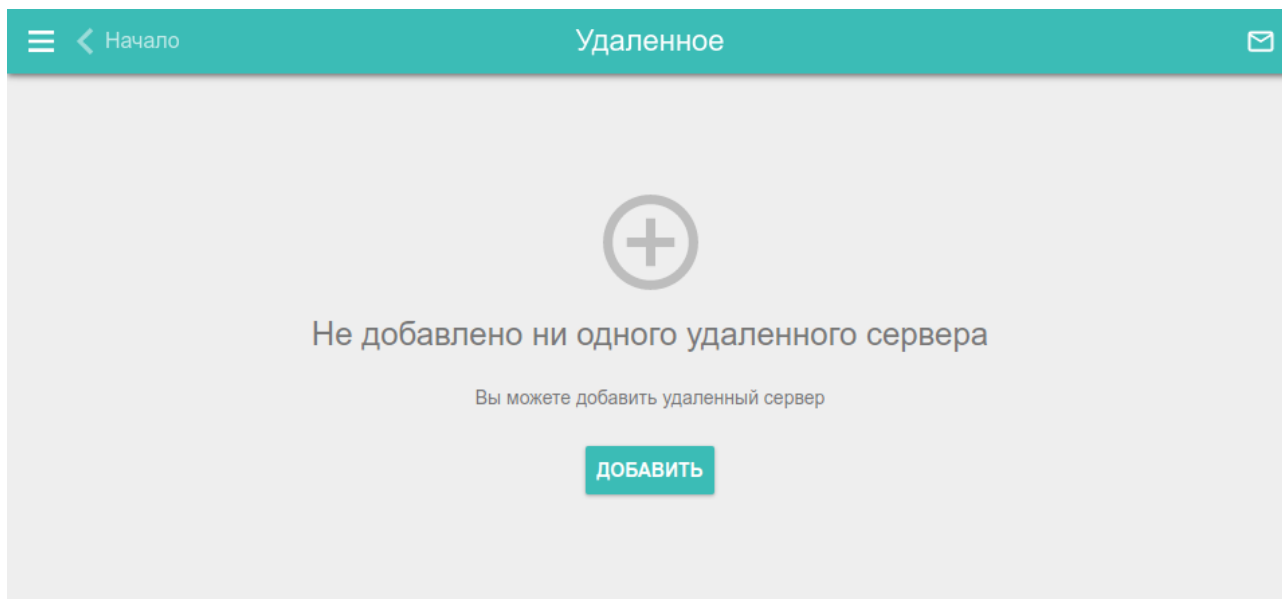 Начало
Удаленное
Не добавлено ни одного удаленного сервера
Вы можете добавить удаленный сервер
ДОБАВИТЬ